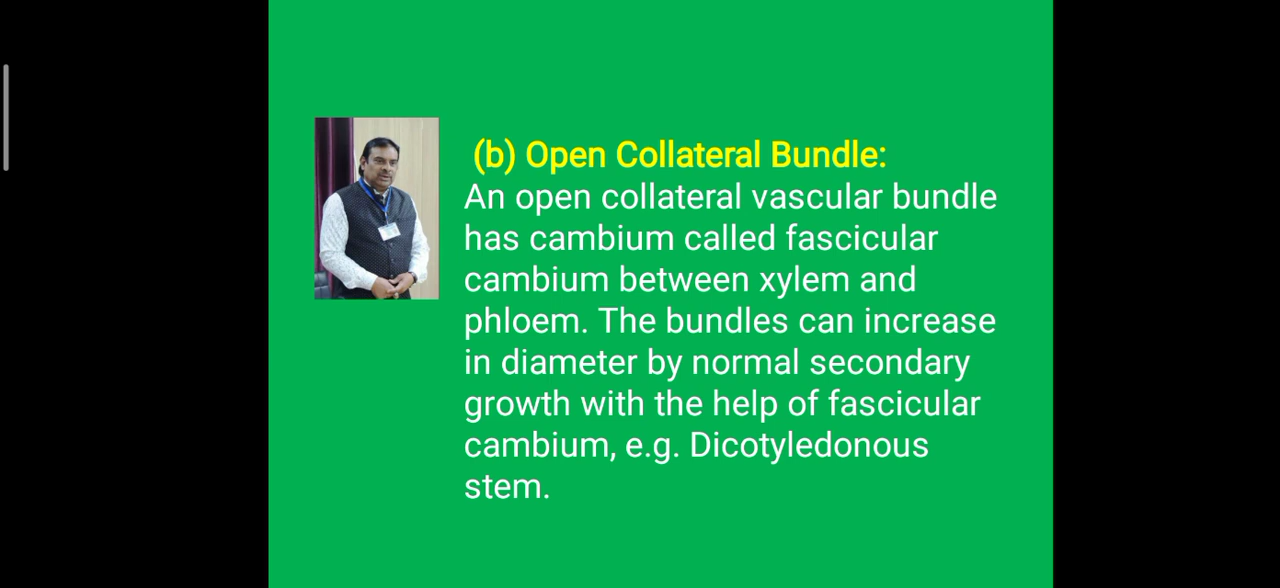 (b) Open Collateral Bundle:
An open collateral vascular bundle
has cambium called fascicular
cambium between xylem and
phloem. The bundles can increase
in diameter by normal secondary
growth with the help of fascicular
cambium, e.g. Dicotyledonous
stem.